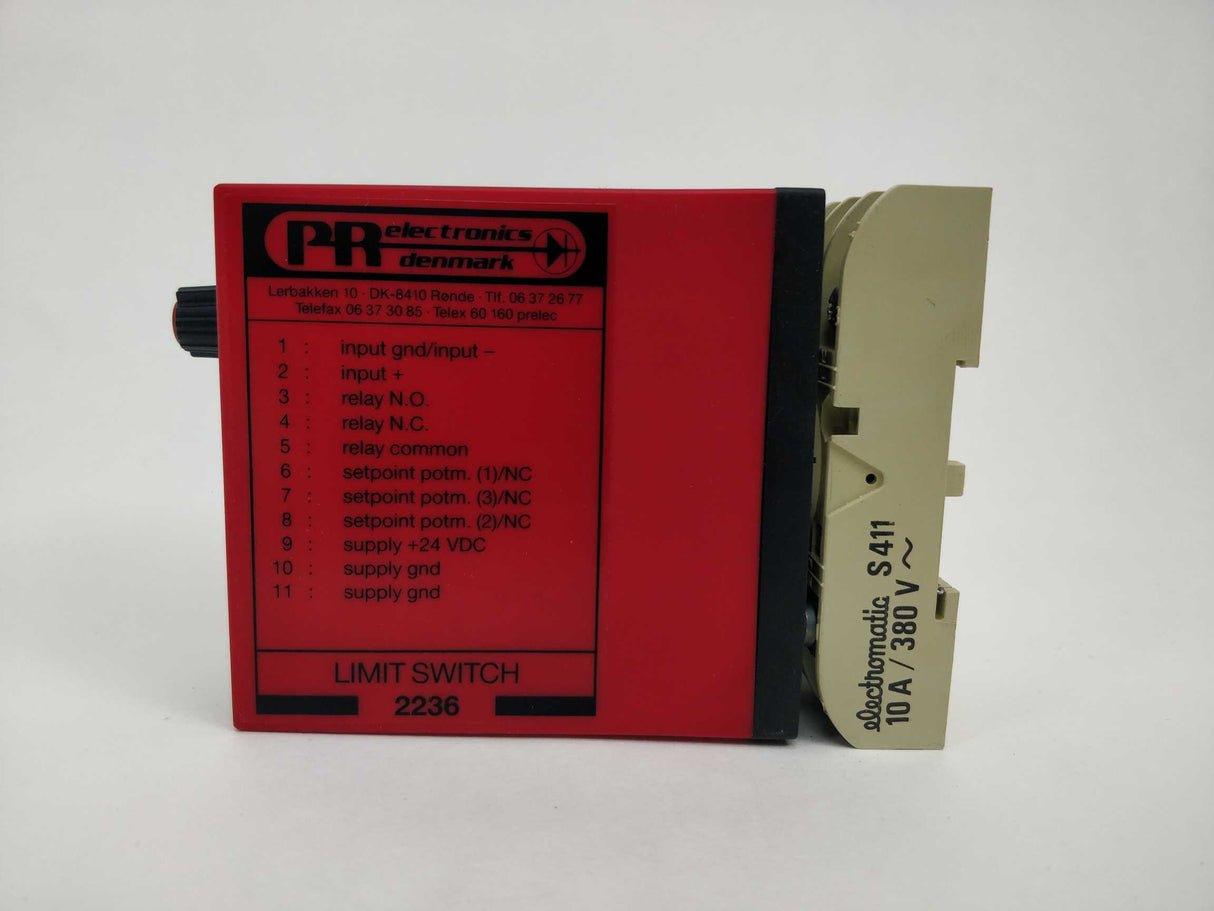 PR electronics
denmark
Lerbakken 10 · DK-8410 Rønde · Tlf. 06 37 26 77
Telefax 06 37 30 85 · Telex 60 160 prelec
1 : input gnd/input −
2 : input +
3 : relay N.O.
4 : relay N.C.
5 : relay common
6 : setpoint potm. (1)/NC
7 : setpoint potm. (3)/NC
8 : setpoint potm. (2)/NC
9 : supply +24 VDC
10 : supply gnd
11 : supply gnd
LIMIT SWITCH
2236
electromatic S 411
10 A / 380 V ~